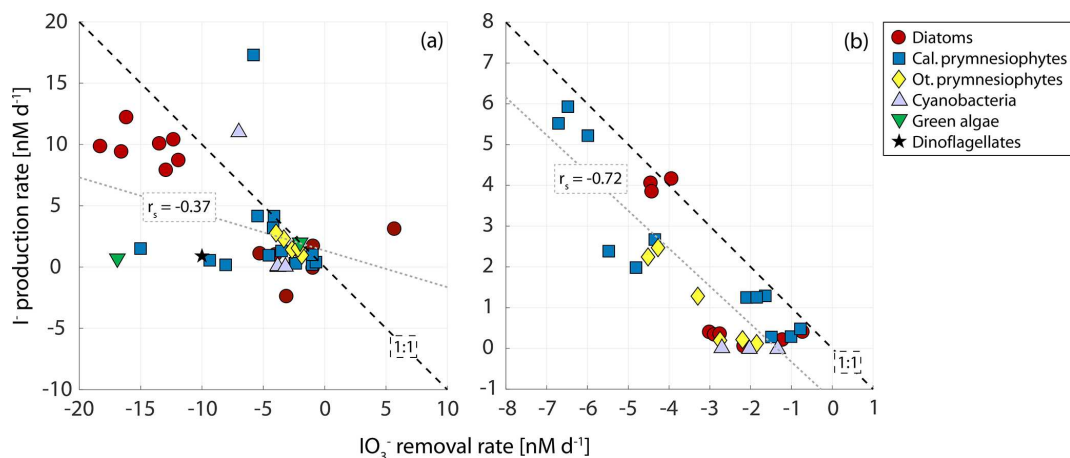 (a)
I⁻ production rate [nM d⁻¹]
20
15
10
5
0
-5
-10
r_s = -0.37
1:1
-20 -15 -10 -5 0 5 10
(b)
8
7
6
5
4
3
2
1
0
-1
r_s = -0.72
1:1
-8 -7 -6 -5 -4 -3 -2 -1 0 1
IO₃⁻ removal rate [nM d⁻¹]
Diatoms
Cal. prymnesiophytes
Ot. prymnesiophytes
Cyanobacteria
Green algae
Dinoflagellates